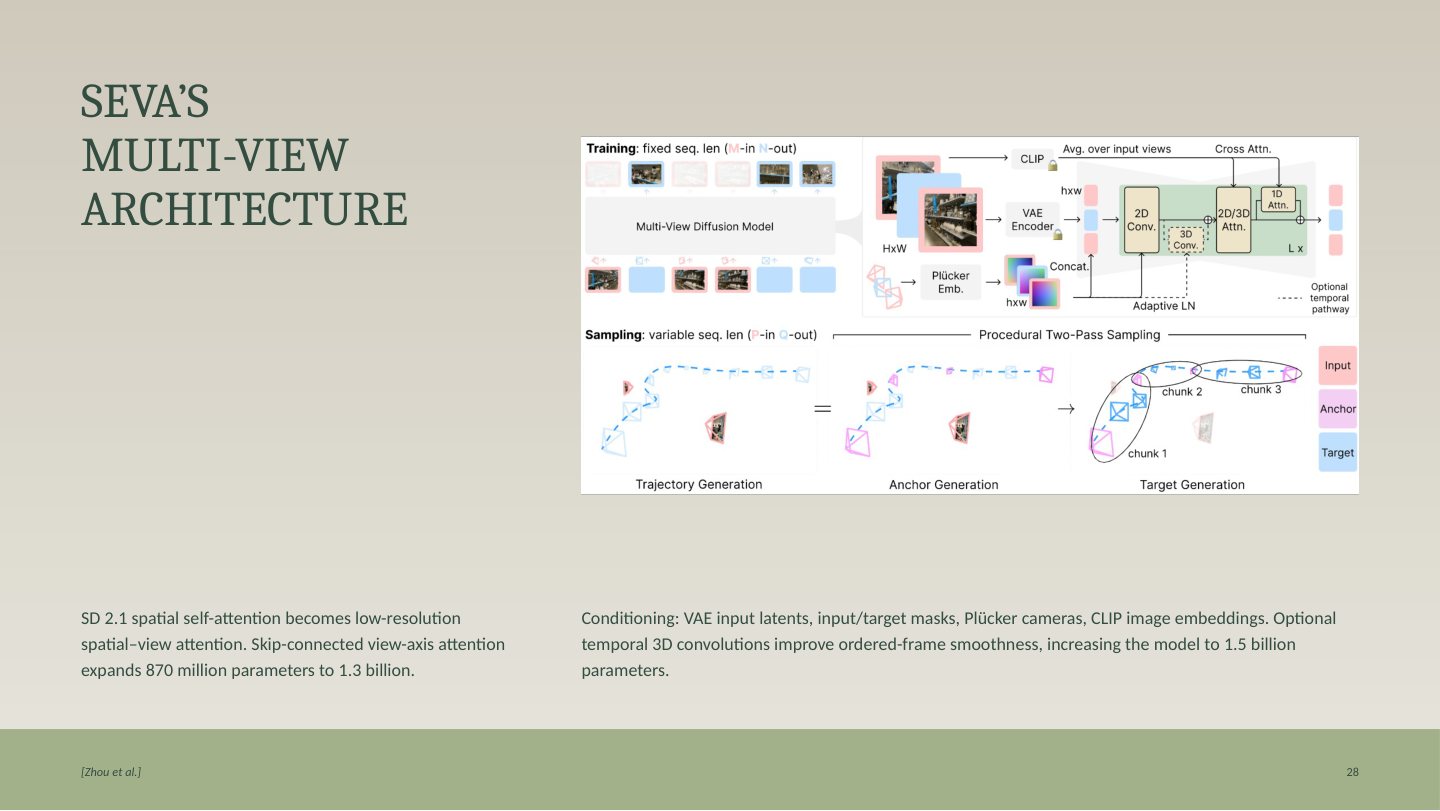 SEVA’S
MULTI-VIEW
ARCHITECTURE
Training: fixed seq. len (M-in N-out)
Multi-View Diffusion Model
CLIP
Avg. over input views
Cross Attn.
hxw
VAE
Encoder
HxW
2D
Conv.
3D
Conv.
2D/3D
Attn.
1D
Attn.
L x
Concat.
Plücker
Emb.
hxw
Adaptive LN
Optional
temporal
pathway
Sampling: variable seq. len (P-in Q-out)
Procedural Two-Pass Sampling
=
chunk 1
chunk 2
chunk 3
Input
Anchor
Target
Trajectory Generation
Anchor Generation
Target Generation
SD 2.1 spatial self-attention becomes low-resolution
spatial–view attention. Skip-connected view-axis attention
expands 870 million parameters to 1.3 billion.
Conditioning: VAE input latents, input/target masks, Plücker cameras, CLIP image embeddings. Optional
temporal 3D convolutions improve ordered-frame smoothness, increasing the model to 1.5 billion
parameters.
[Zhou et al.]
28